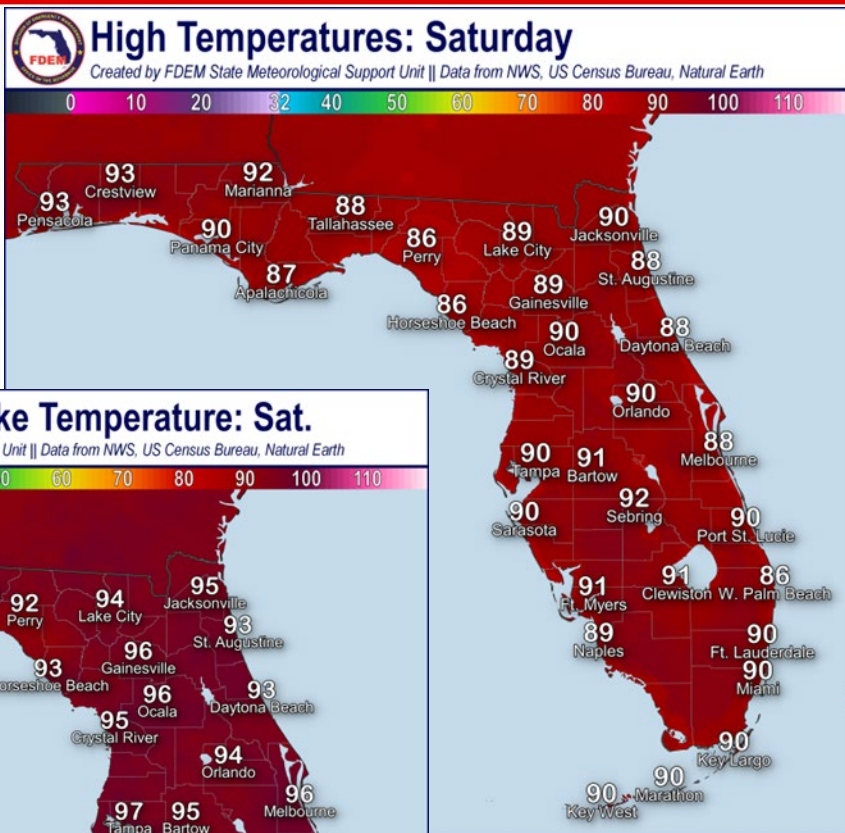 FDEM
High Temperatures: Saturday
Created by FDEM State Meteorological Support Unit || Data from NWS, US Census Bureau, Natural Earth
0 10 20 32 40 50 60 70 80 90 100 110
93
Crestview
92
Marianna
93
Pensacola
88
Tallahassee
90
Panama City
86
Perry
89
Lake City
90
Jacksonville
87
Apalachicola
88
St. Augustine
89
Gainesville
86
Horseshoe Beach
90
Ocala
88
Daytona Beach
89
Crystal River
90
Orlando
88
Melbourne
90
Tampa
91
Bartow
92
Sebring
90
Sarasota
90
Port St. Lucie
91
Ft. Myers
91
Clewiston
86
W. Palm Beach
89
Naples
90
Ft. Lauderdale
90
Miami
90
Key Largo
90
Marathon
90
Key West
ke Temperature: Sat.
Unit || Data from NWS, US Census Bureau, Natural Earth
0 60 70 80 90 100 110
92
Perry
94
Lake City
95
Jacksonville
93
St. Augustine
96
Gainesville
93
orseshoe Beach
96
Ocala
93
Daytona Beach
95
Crystal River
94
Orlando
96
Melbourne
97
Tampa
95
Bartow